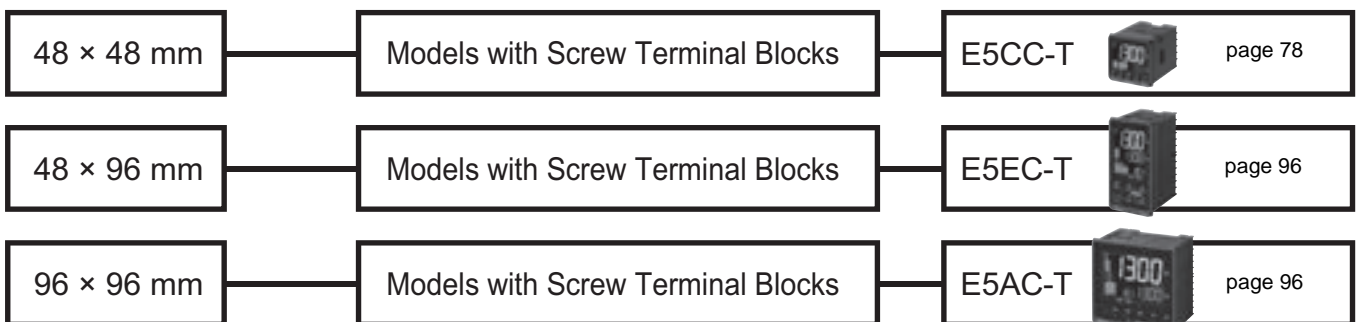 48 × 48 mm Models with Screw Terminal Blocks E5CC-T page 78
48 × 96 mm Models with Screw Terminal Blocks E5EC-T page 96
96 × 96 mm Models with Screw Terminal Blocks E5AC-T page 96
1300